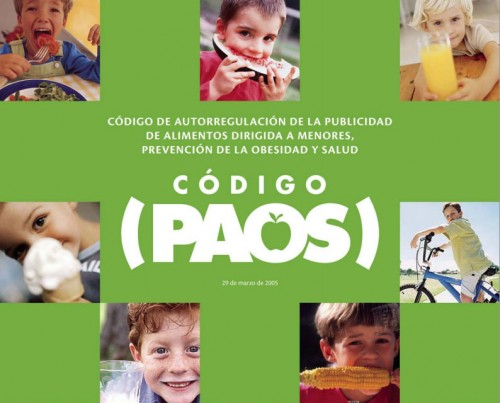 CÓDIGO DE AUTORREGULACIÓN DE LA PUBLICIDAD
DE ALIMENTOS DIRIGIDA A MENORES,
PREVENCIÓN DE LA OBESIDAD Y SALUD
CÓDIGO
(PAOS)
29 de marzo de 2005